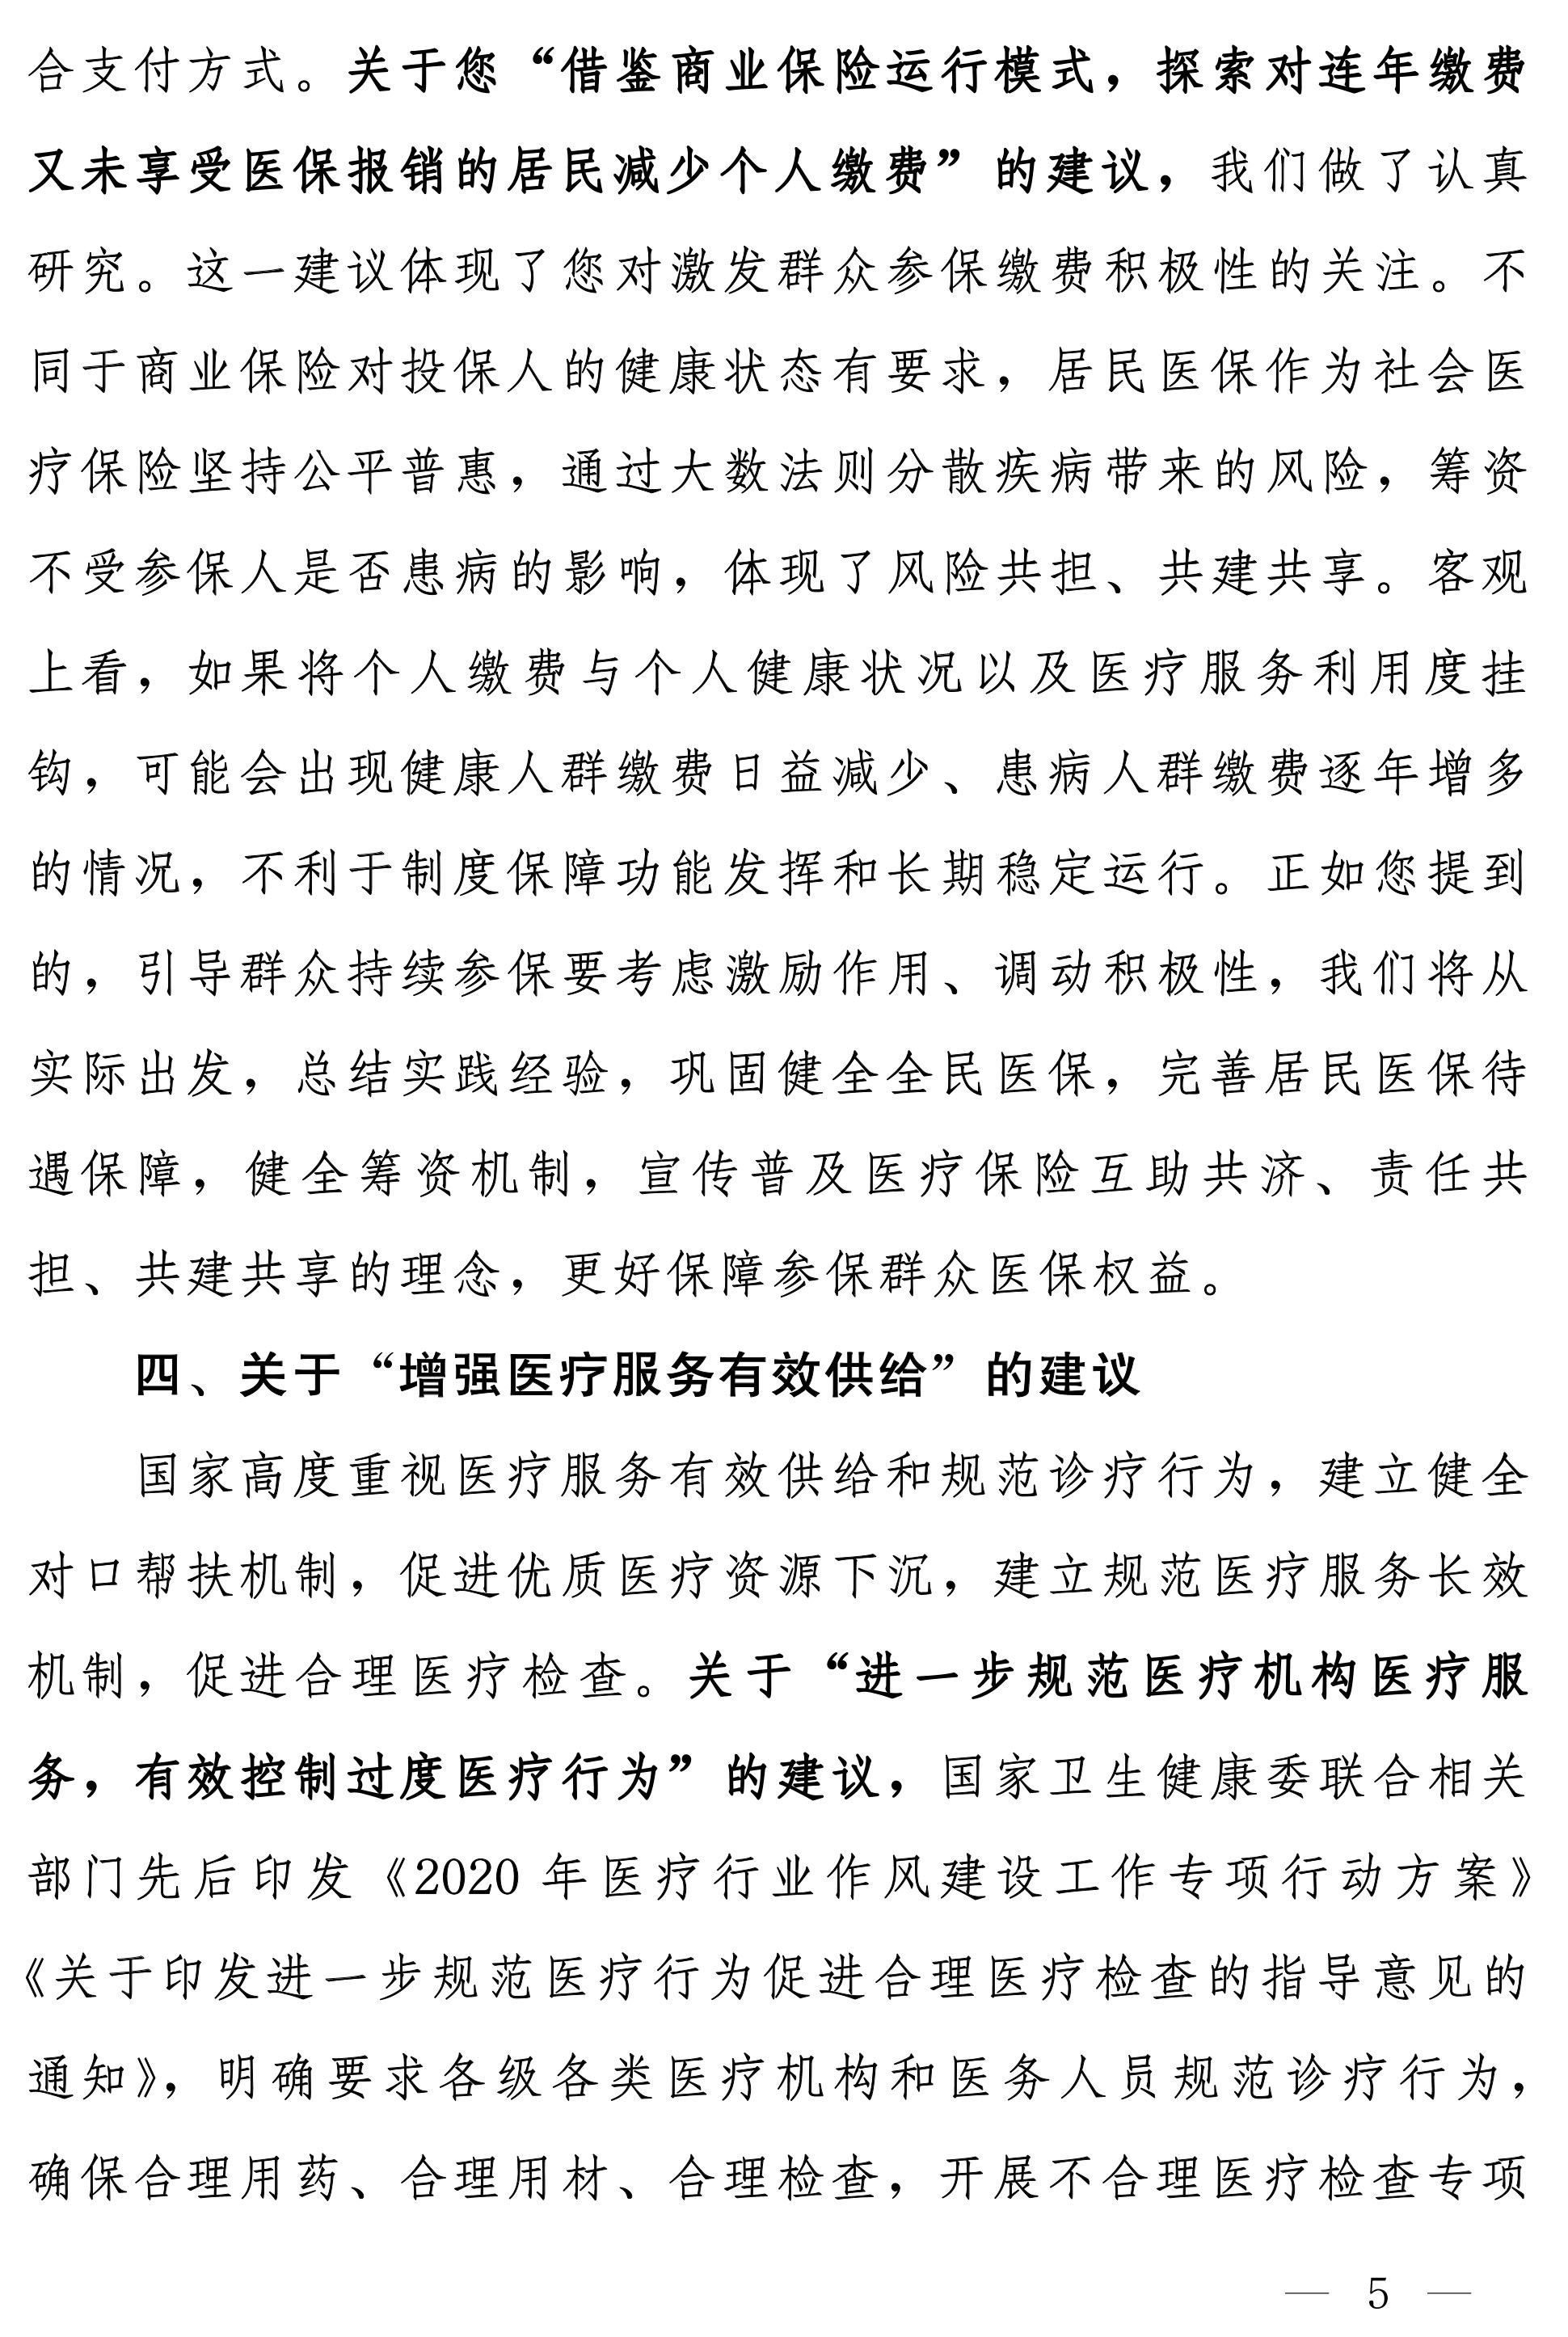 合支付方式。关于您“借鉴商业保险运行模式，探索对连年缴费
又未享受医保报销的居民减少个人缴费”的建议，我们做了认真
研究。这一建议体现了您对激发群众参保缴费积极性的关注。不
同于商业保险对投保人的健康状态有要求，居民医保作为社会医
疗保险坚持公平普惠，通过大数法则分散疾病带来的风险，筹资
不受参保人是否患病的影响，体现了风险共担、共建共享。客观
上看，如果将个人缴费与个人健康状况以及医疗服务利用度挂
钩，可能会出现健康人群缴费日益减少、患病人群缴费逐年增多
的情况，不利于制度保障功能发挥和长期稳定运行。正如您提到
的，引导群众持续参保要考虑激励作用、调动积极性，我们将从
实际出发，总结实践经验，巩固健全全民医保，完善居民医保待
遇保障，健全筹资机制，宣传普及医疗保险互助共济、责任共
担、共建共享的理念，更好保障参保群众医保权益。
四、关于“增强医疗服务有效供给”的建议
国家高度重视医疗服务有效供给和规范诊疗行为，建立健全
对口帮扶机制，促进优质医疗资源下沉，建立规范医疗服务长效
机制，促进合理医疗检查。关于“进一步规范医疗机构医疗服
务，有效控制过度医疗行为”的建议，国家卫生健康委联合相关
部门先后印发《2020 年医疗行业作风建设工作专项行动方案》
《关于印发进一步规范医疗行为促进合理医疗检查的指导意见的
通知》，明确要求各级各类医疗机构和医务人员规范诊疗行为，
确保合理用药、合理用材、合理检查，开展不合理医疗检查专项
— 5 —